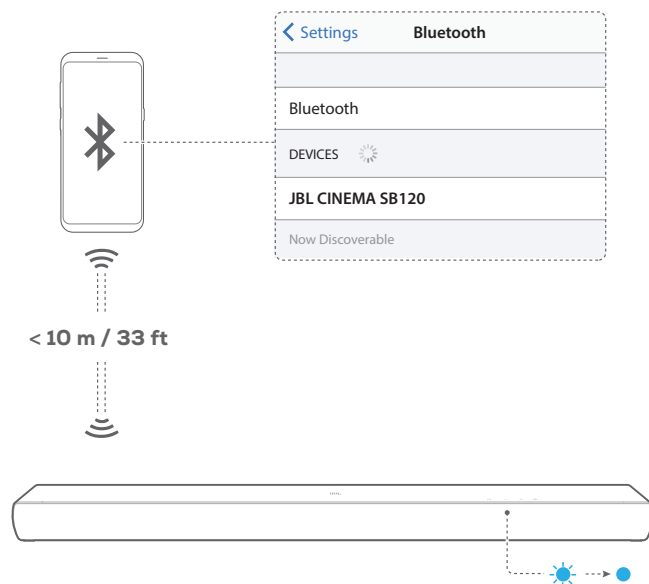 Settings Bluetooth
Bluetooth
DEVICES
JBL CINEMA SB120
Now Discoverable
< 10 m / 33 ft